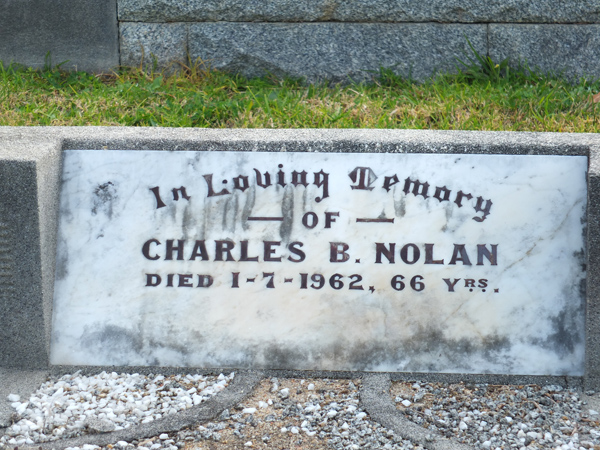 In Loving Memory
— OF —
CHARLES B. NOLAN
DIED 1-7-1962, 66 YRS.